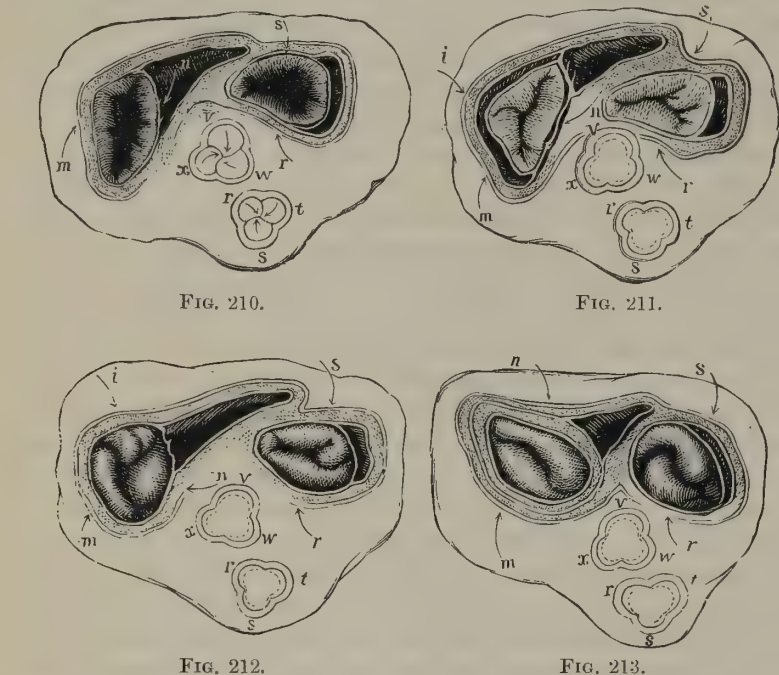 s
u
v
m
x
w
r
r
t
s
FIG. 210.
s.
i
n
v
x
w
r
m
r
t
s
FIG. 211.
i
s
n
v
m
x
w
r
r
t
s
FIG. 212.
n
s
v
m
x
w
r
r
t
s
FIG. 213.